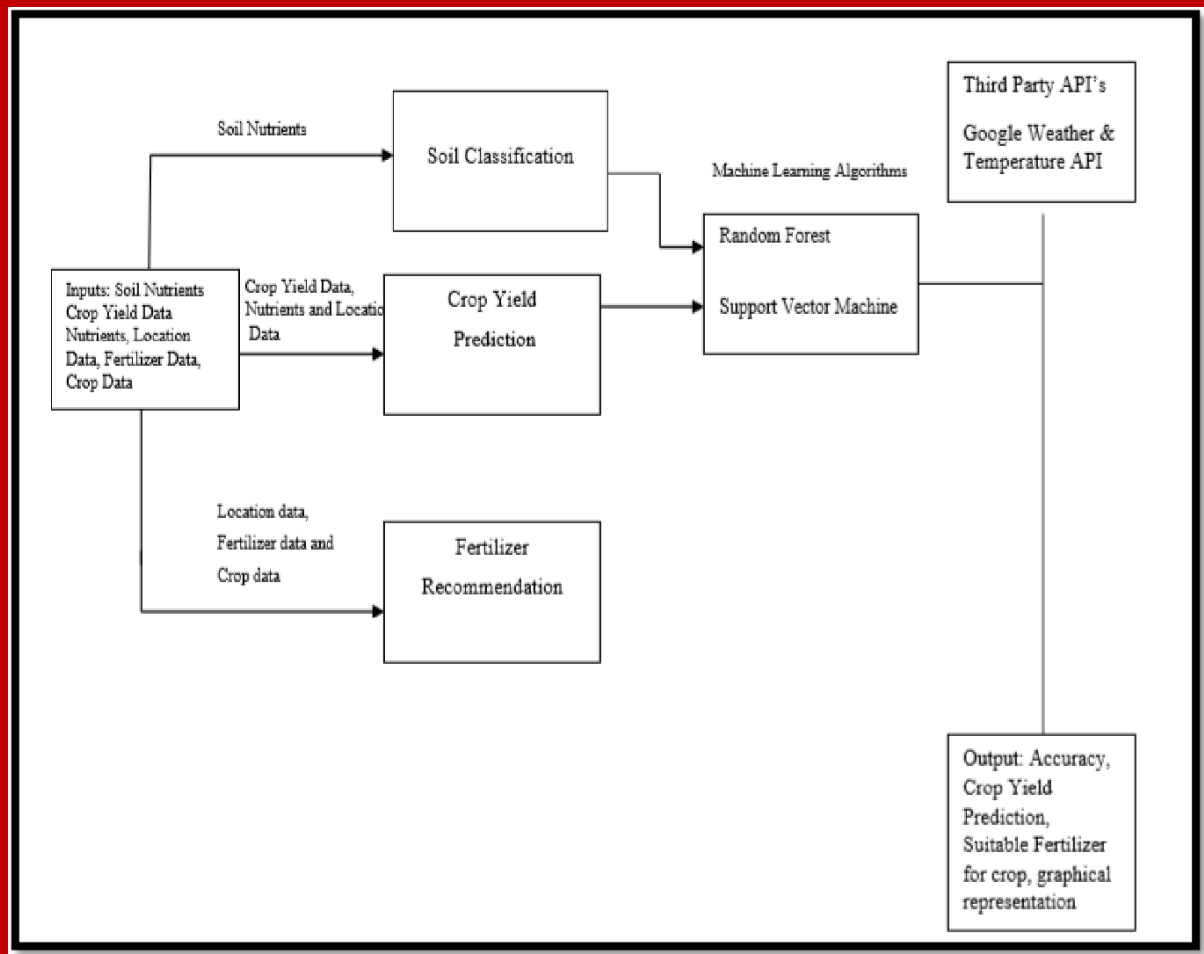 Third Party API's
Google Weather &
Temperature API
Soil Nutrients
Soil Classification
Machine Learning Algorithms
Random Forest
Support Vector Machine
Inputs: Soil Nutrients
Crop Yield Data
Nutrients, Location
Data, Fertilizer Data,
Crop Data
Crop Yield Data,
Nutrients and Locatic
Data
Crop Yield
Prediction
Location data,
Fertilizer data and
Crop data
Fertilizer
Recommendation
Output: Accuracy,
Crop Yield
Prediction,
Suitable Fertilizer
for crop, graphical
representation